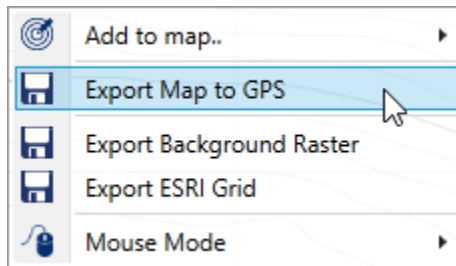 Add to map..
Export Map to GPS
Export Background Raster
Export ESRI Grid
Mouse Mode